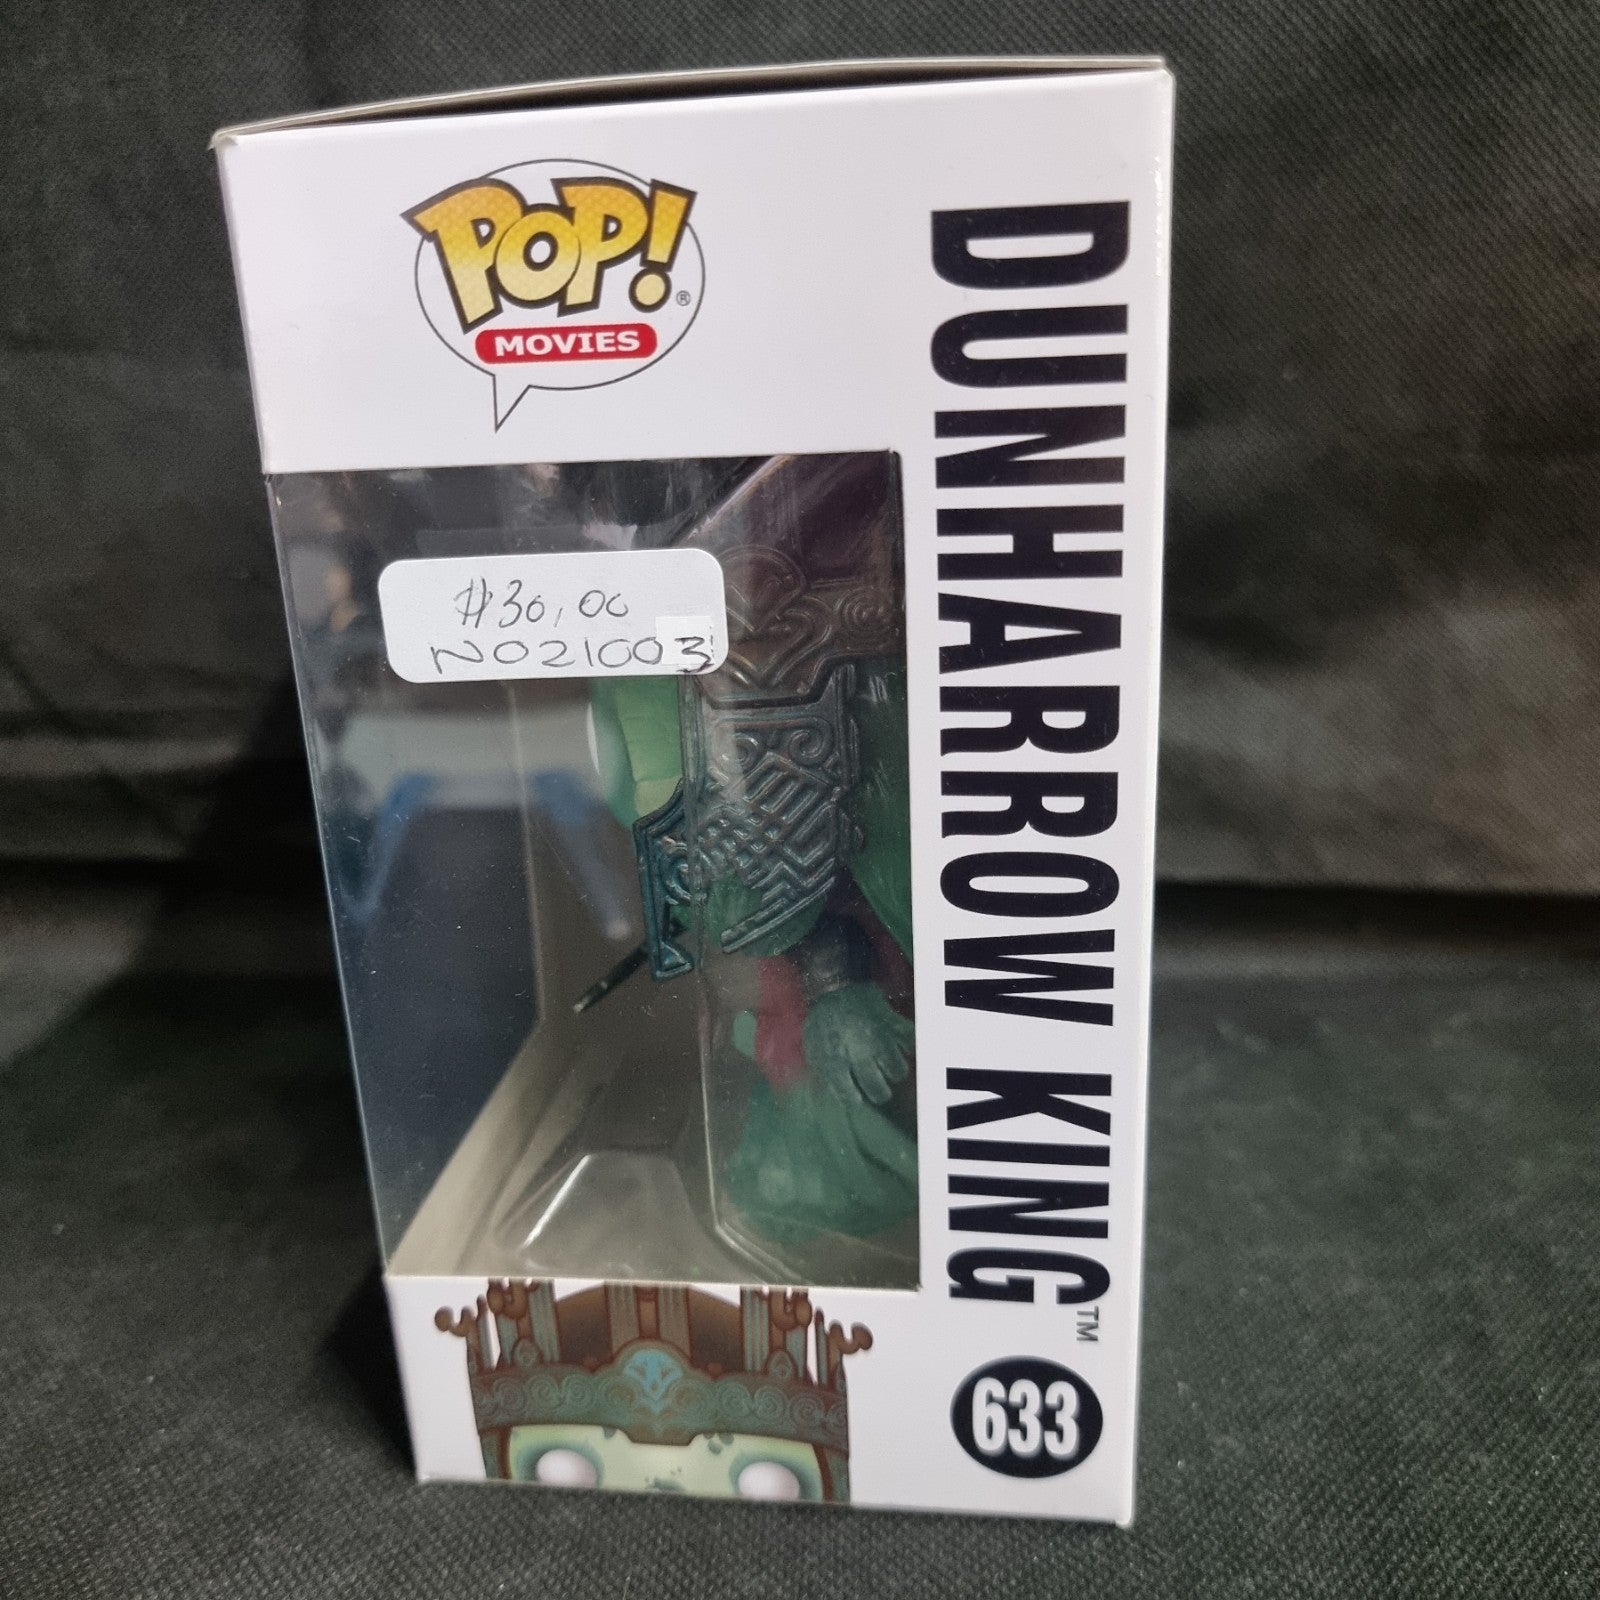 POP!®
MOVIES
$30,00
NO21003
DUNHARROW KING™
633